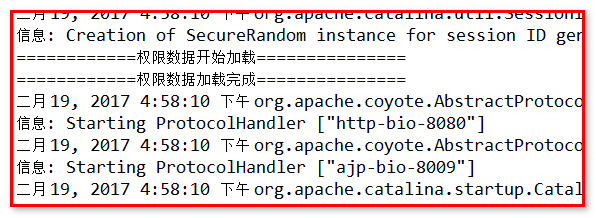 二月19, 2017 4:58:10 下午 org.apache.catalina.util.Sessioni
信息: Creation of SecureRandom instance for session ID gen
============权限数据开始加载===============
============权限数据加载完成===============
二月19, 2017 4:58:10 下午 org.apache.coyote.AbstractProtoco
信息: Starting ProtocolHandler ["http-bio-8080"]
二月19, 2017 4:58:10 下午 org.apache.coyote.AbstractProtoco
信息: Starting ProtocolHandler ["ajp-bio-8009"]
二月19, 2017 4:58:10 下午 org.apache.catalina.startup.Catal